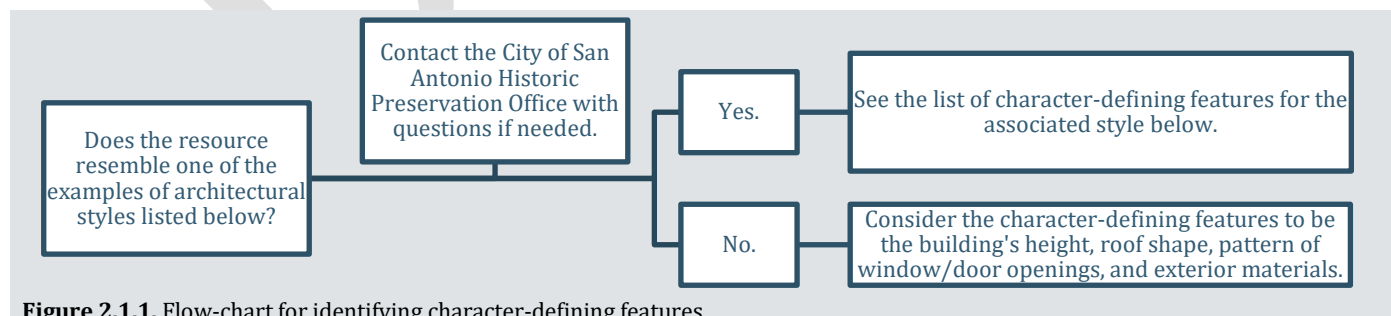 Does the resource
resemble one of the
examples of architectural
styles listed below?
Contact the City of San
Antonio Historic
Preservation Office with
questions if needed.
Yes.
See the list of character-defining features for the
associated style below.
No.
Consider the character-defining features to be
the building's height, roof shape, pattern of
window/door openings, and exterior materials.
Figure 2.1.1. Flow-chart for identifying character-defining features